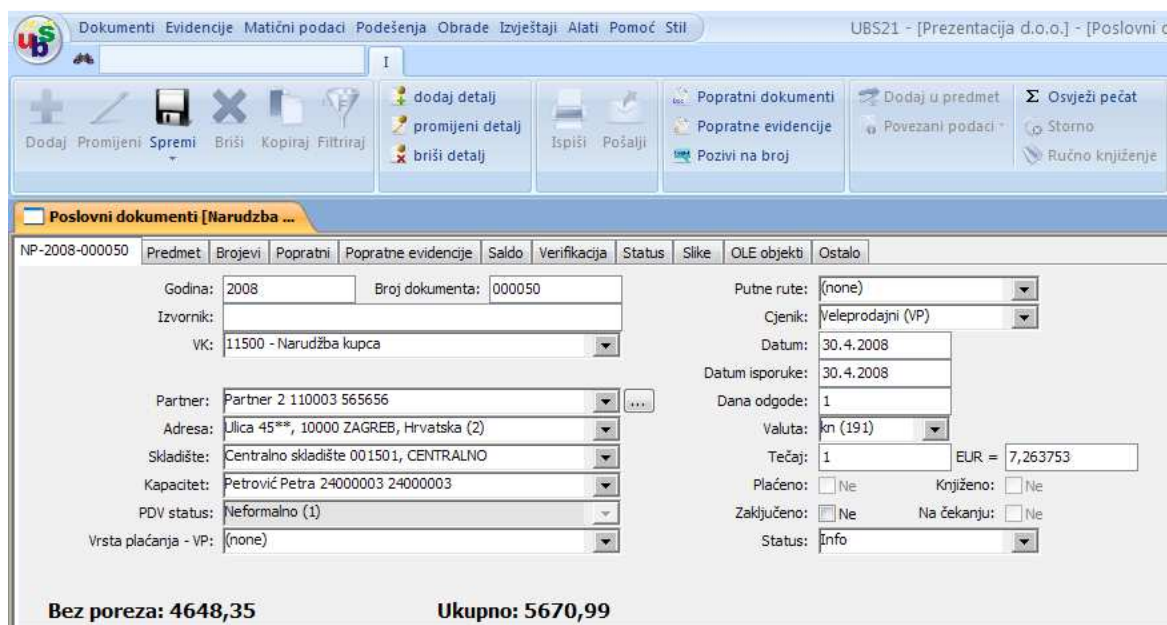 ubs
Dokumenti Evidencije Matični podaci Podešenja Obrade Izvještaji Alati Pomoć Stil
UBS21 - [Prezentacija d.o.o.] - [Poslovni d
I
Dodaj Promijeni Spremi Briši Kopiraj Filtriraj
dodaj detalj
promijeni detalj
briši detalj
Ispiši Pošalji
Popratni dokumenti
Popratne evidencije
Pozivi na broj
Dodaj u predmet
Povezani podaci
Σ Osvježi pečat
Storno
Ručno knjiženje
Poslovni dokumenti [Narudzba ...
NP-2008-000050 Predmet Brojevi Popratni Popratne evidencije Saldo Verifikacija Status Slike OLE objekti Ostalo
Godina: 2008 Broj dokumenta: 000050
Izvornik:
VK: 11500 - Narudžba kupca
Partner: Partner 2 110003 565656 ...
Adresa: Ulica 45**, 10000 ZAGREB, Hrvatska (2)
Skladište: Centralno skladište 001501, CENTRALNO
Kapacitet: Petrović Petra 24000003 24000003
PDV status: Neformalno (1)
Vrsta plaćanja - VP: (none)
Putne rute: (none)
Cjenik: Veleprodajni (VP)
Datum: 30.4.2008
Datum isporuke: 30.4.2008
Dana odgode: 1
Valuta: kn (191)
Tečaj: 1 EUR = 7,263753
Plaćeno: Ne Knjiženo: Ne
Zaključeno: Ne Na čekanju: Ne
Status: Info
Bez poreza: 4648,35 Ukupno: 5670,99